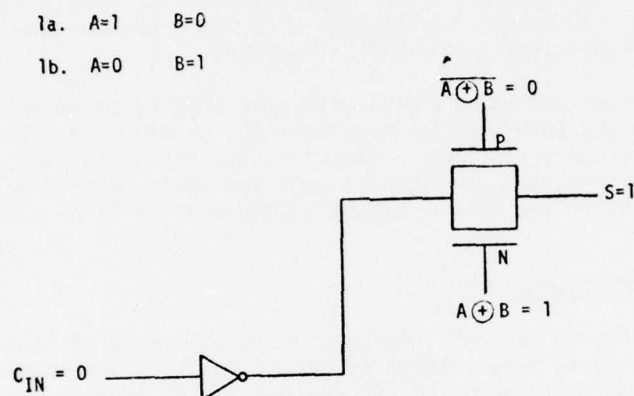 1a. A=1 B=0
1b. A=0 B=1
A⊕B̅ = 0
P
S=1
N
A⊕B = 1
C_IN = 0